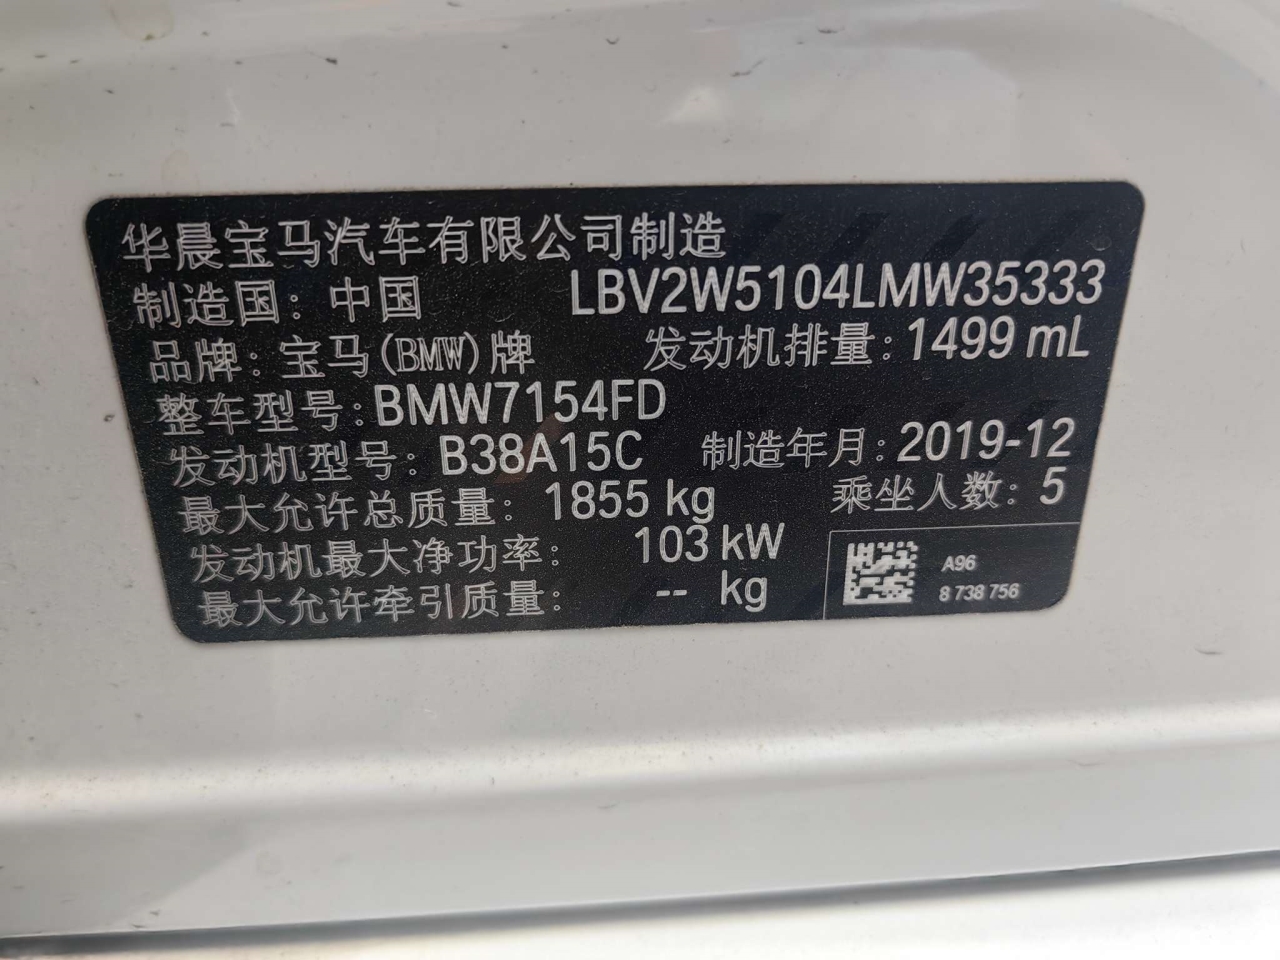 华晨宝马汽车有限公司制造
制造国: 中国 LBV2W5104LMW35333
品牌: 宝马(BMW)牌 发动机排量: 1499 mL
整车型号: BMW7154FD
发动机型号: B38A15C 制造年月: 2019-12
最大允许总质量: 1855 kg 乘坐人数: 5
发动机最大净功率: 103 kW
最大允许牵引质量: -- kg
A96
8 738 756